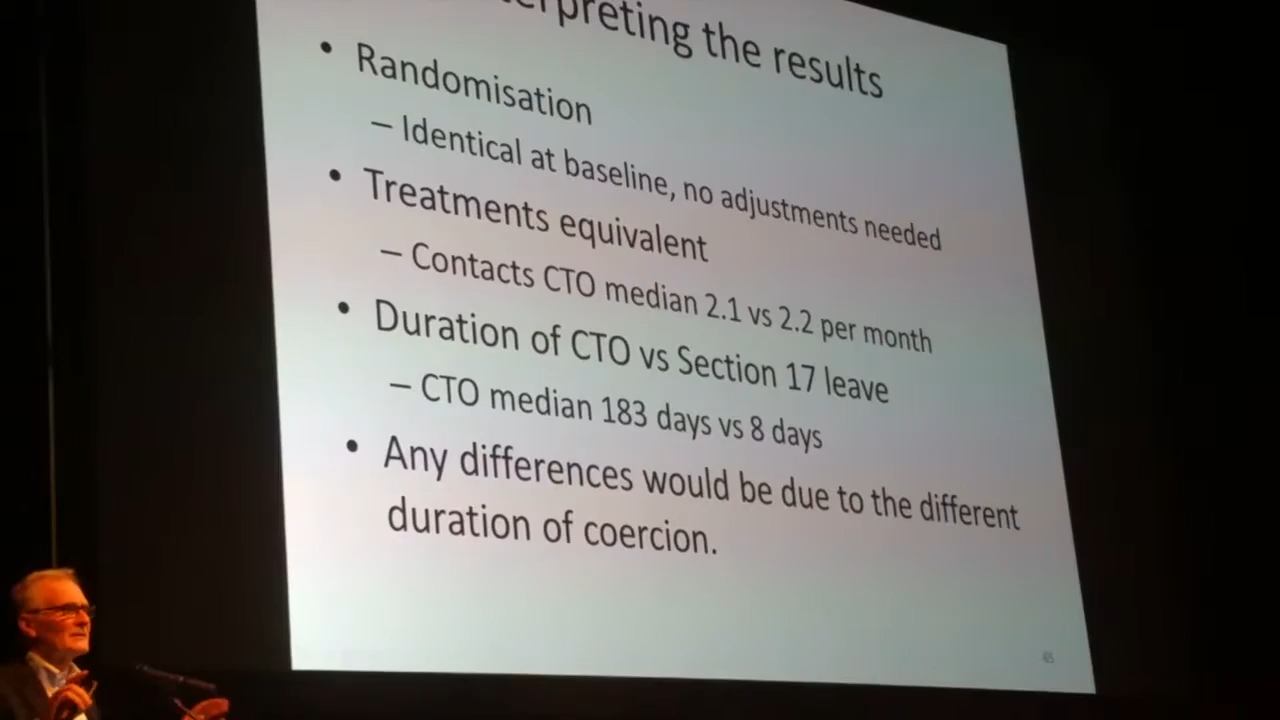 the results
• Randomisation
– Identical at baseline, no adjustments needed
• Treatments equivalent
– Contacts CTO median 2.1 vs 2.2 per month
• Duration of CTO vs Section 17 leave
– CTO median 183 days vs 8 days
• Any differences would be due to the different
duration of coercion.